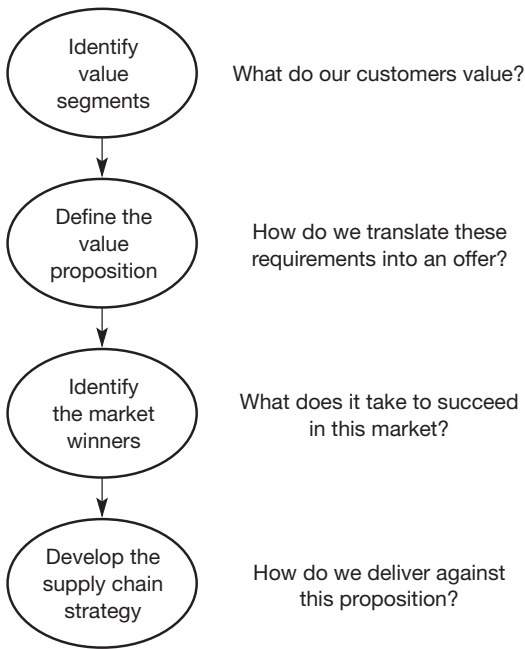 Identify
value
segments
What do our customers value?
Define the
value
proposition
How do we translate these
requirements into an offer?
Identify
the market
winners
What does it take to succeed
in this market?
Develop the
supply chain
strategy
How do we deliver against
this proposition?